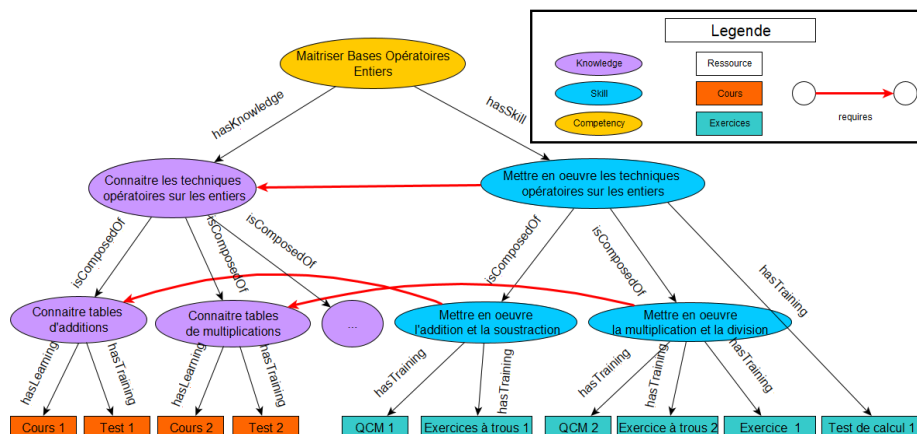 Legende
Knowledge
Ressource
Skill
Cours
Competency
Exercices
requires
Maitriser Bases Opératoires
Entiers
hasKnowledge
hasSkill
Connaitre les techniques
opératoires sur les entiers
Mettre en oeuvre les techniques
opératoires sur les entiers
isComposedOf
isComposedOf
isComposedOf
isComposedOf
isComposedOf
hasTraining
Connaitre tables
d'additions
Connaitre tables
de multiplications
...
Mettre en oeuvre
l'addition et la soustraction
Mettre en oeuvre
la multiplication et la division
hasLearning
hasTraining
hasLearning
hasTraining
hasTraining
hasTraining
hasTraining
hasTraining
hasTraining
Cours 1
Test 1
Cours 2
Test 2
QCM 1
Exercices à trous 1
QCM 2
Exercice à trous 2
Exercice 1
Test de calcul 1